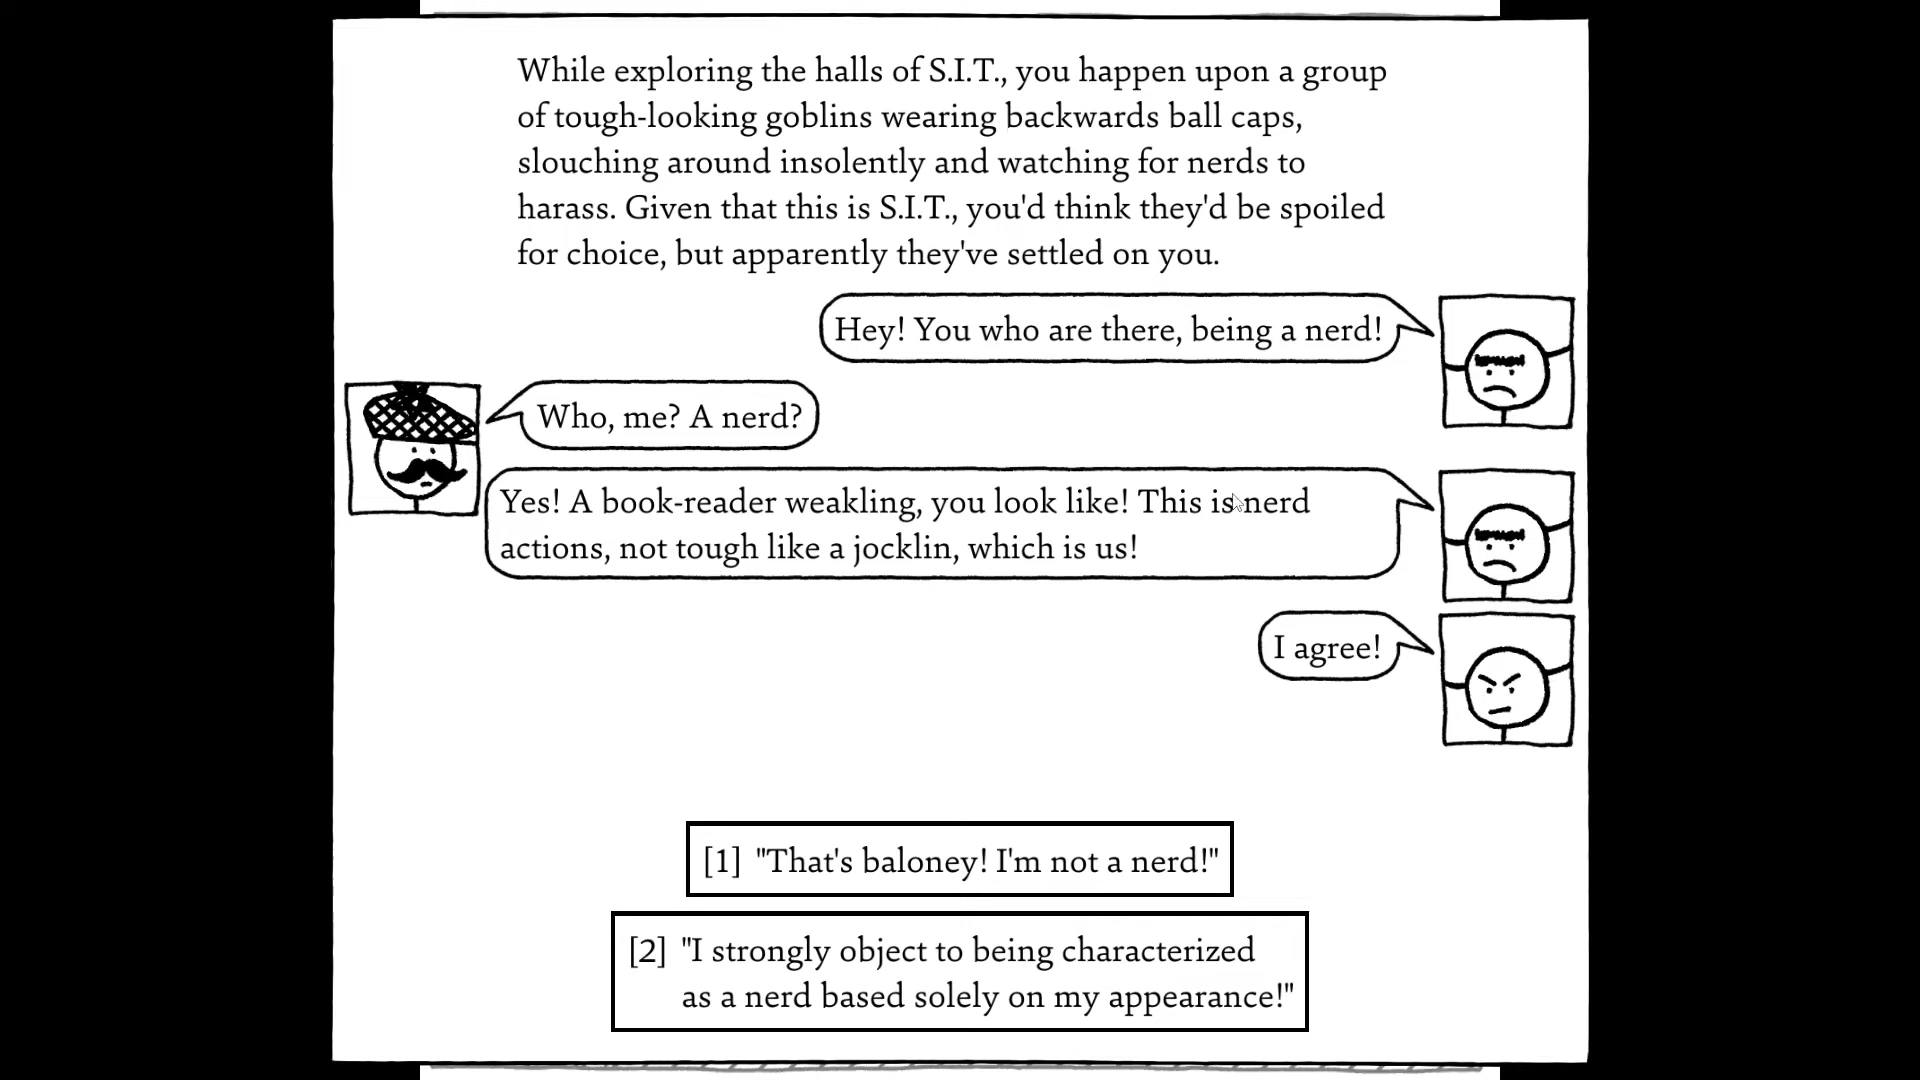 While exploring the halls of S.I.T., you happen upon a group
of tough-looking goblins wearing backwards ball caps,
slouching around insolently and watching for nerds to
harass. Given that this is S.I.T., you'd think they'd be spoiled
for choice, but apparently they've settled on you.
Hey! You who are there, being a nerd!
Who, me? A nerd?
Yes! A book-reader weakling, you look like! This is nerd
actions, not tough like a jocklin, which is us!
I agree!
[1] "That's baloney! I'm not a nerd!"
[2] "I strongly object to being characterized
as a nerd based solely on my appearance!"